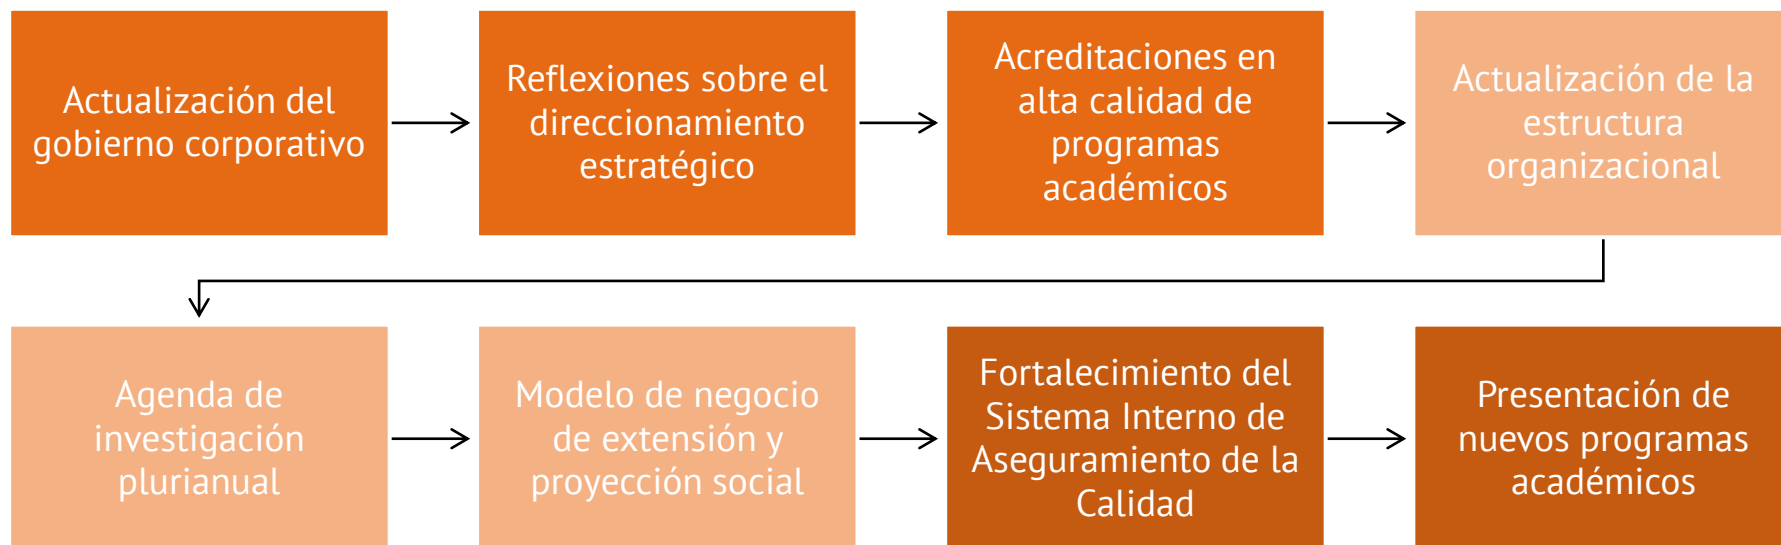 Actualización del
gobierno corporativo
Reflexiones sobre el
direccionamiento
estratégico
Acreditaciones en
alta calidad de
programas
académicos
Actualización de la
estructura
organizacional
Agenda de
investigación
plurianual
Modelo de negocio
de extensión y
proyección social
Fortalecimiento del
Sistema Interno de
Aseguramiento de la
Calidad
Presentación de
nuevos programas
académicos